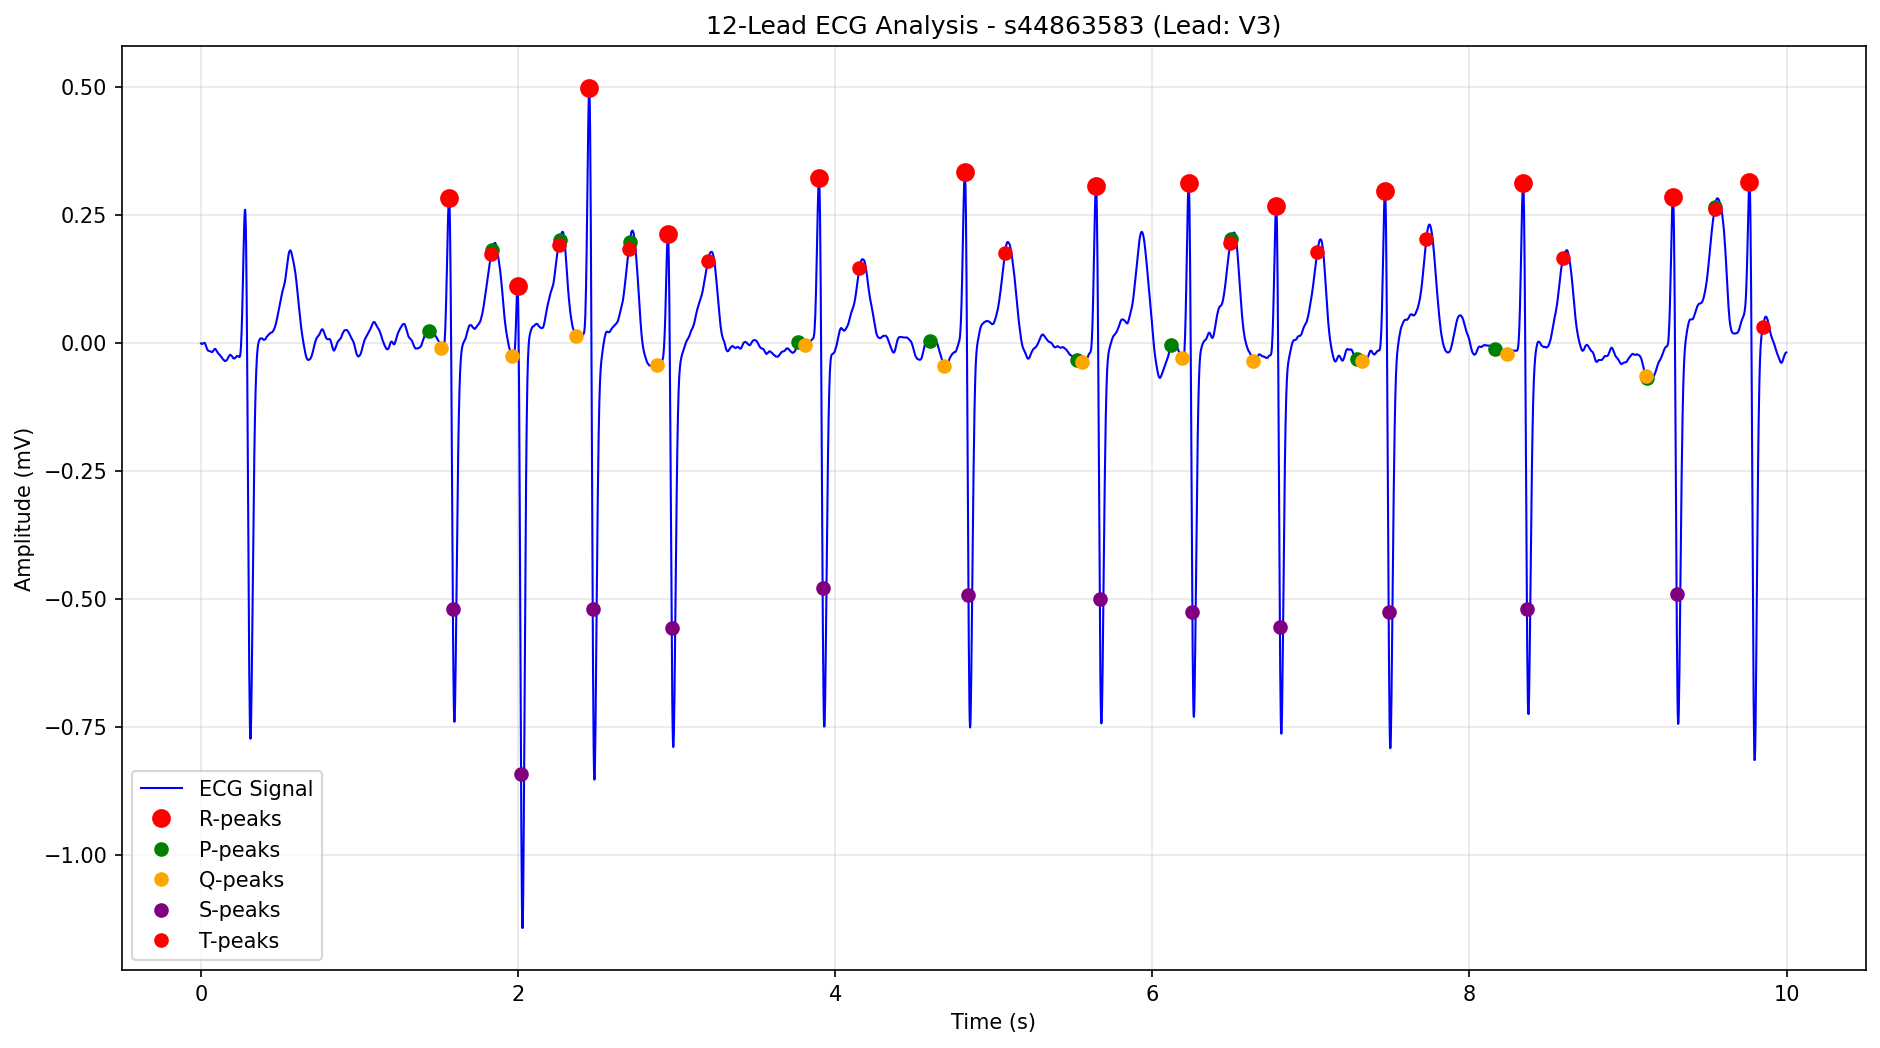 12-Lead ECG Analysis - s44863583 (Lead: V3)
0.50
0.25
0.00
−0.25
−0.50
−0.75
−1.00
Amplitude (mV)
ECG Signal
R-peaks
P-peaks
Q-peaks
S-peaks
T-peaks
0 2 4 6 8 10
Time (s)